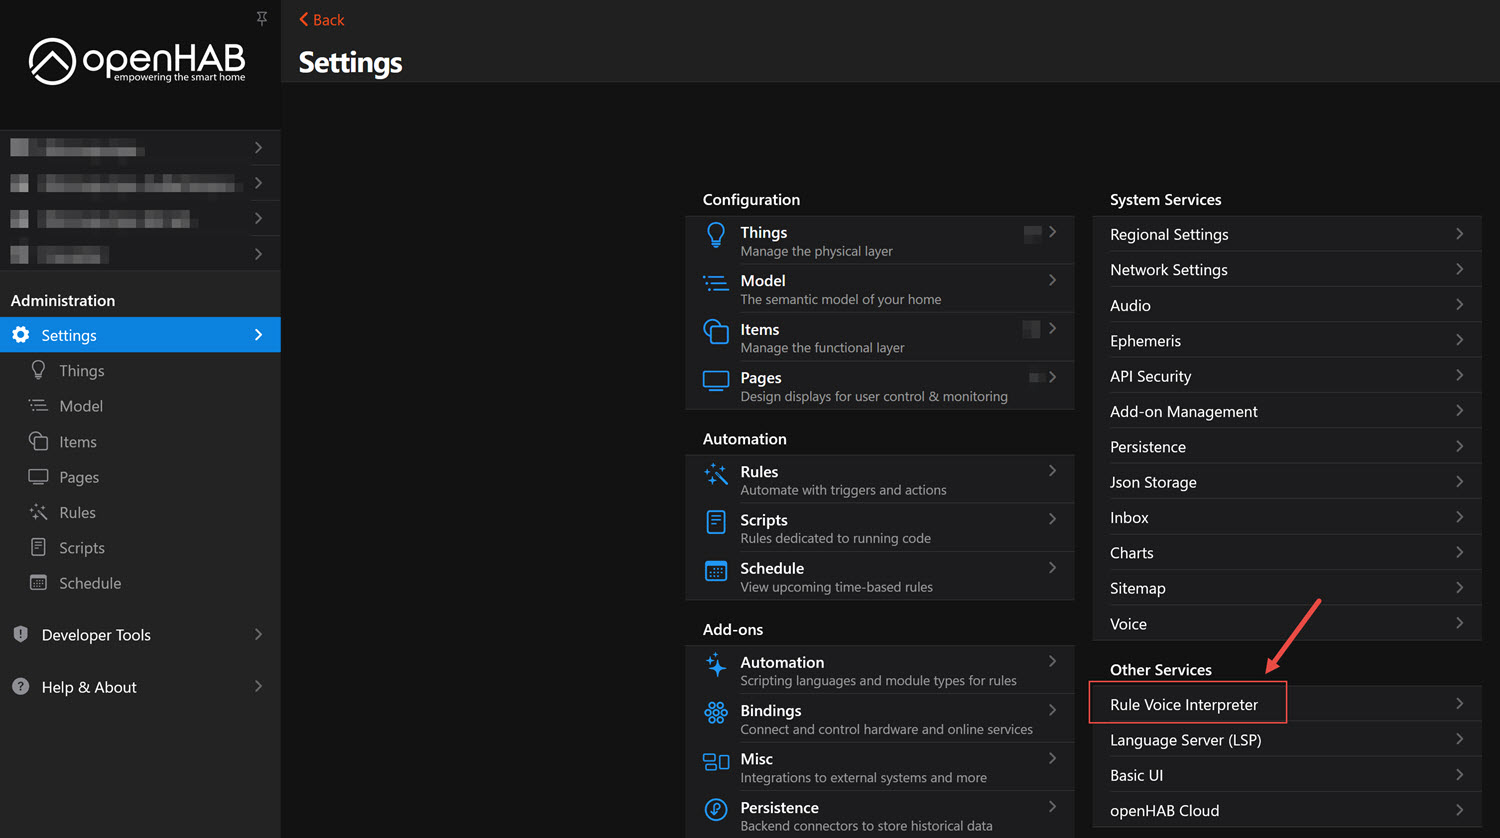 openHAB
empowering the smart home
Administration
Settings
Things
Model
Items
Pages
Rules
Scripts
Schedule
Developer Tools
Help & About
Back
Settings
Configuration
Things
Manage the physical layer
Model
The semantic model of your home
Items
Manage the functional layer
Pages
Design displays for user control & monitoring
Automation
Rules
Automate with triggers and actions
Scripts
Rules dedicated to running code
Schedule
View upcoming time-based rules
Add-ons
Automation
Scripting languages and module types for rules
Bindings
Connect and control hardware and online services
Misc
Integrations to external systems and more
Persistence
Backend connectors to store historical data
System Services
Regional Settings
Network Settings
Audio
Ephemeris
API Security
Add-on Management
Persistence
Json Storage
Inbox
Charts
Sitemap
Voice
Other Services
Rule Voice Interpreter
Language Server (LSP)
Basic UI
openHAB Cloud